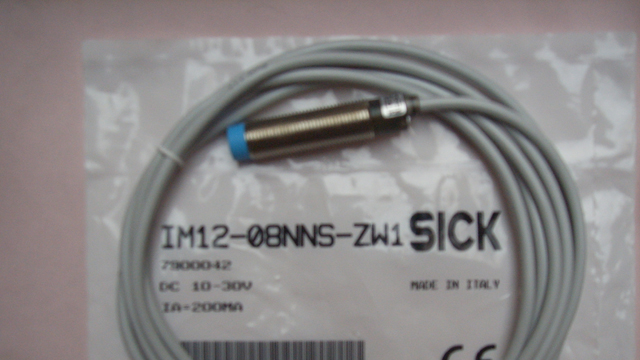 IM12-08NNS-ZW1 SICK
7900042
DC 10-30V MADE IN ITALY
IA=200MA
CE